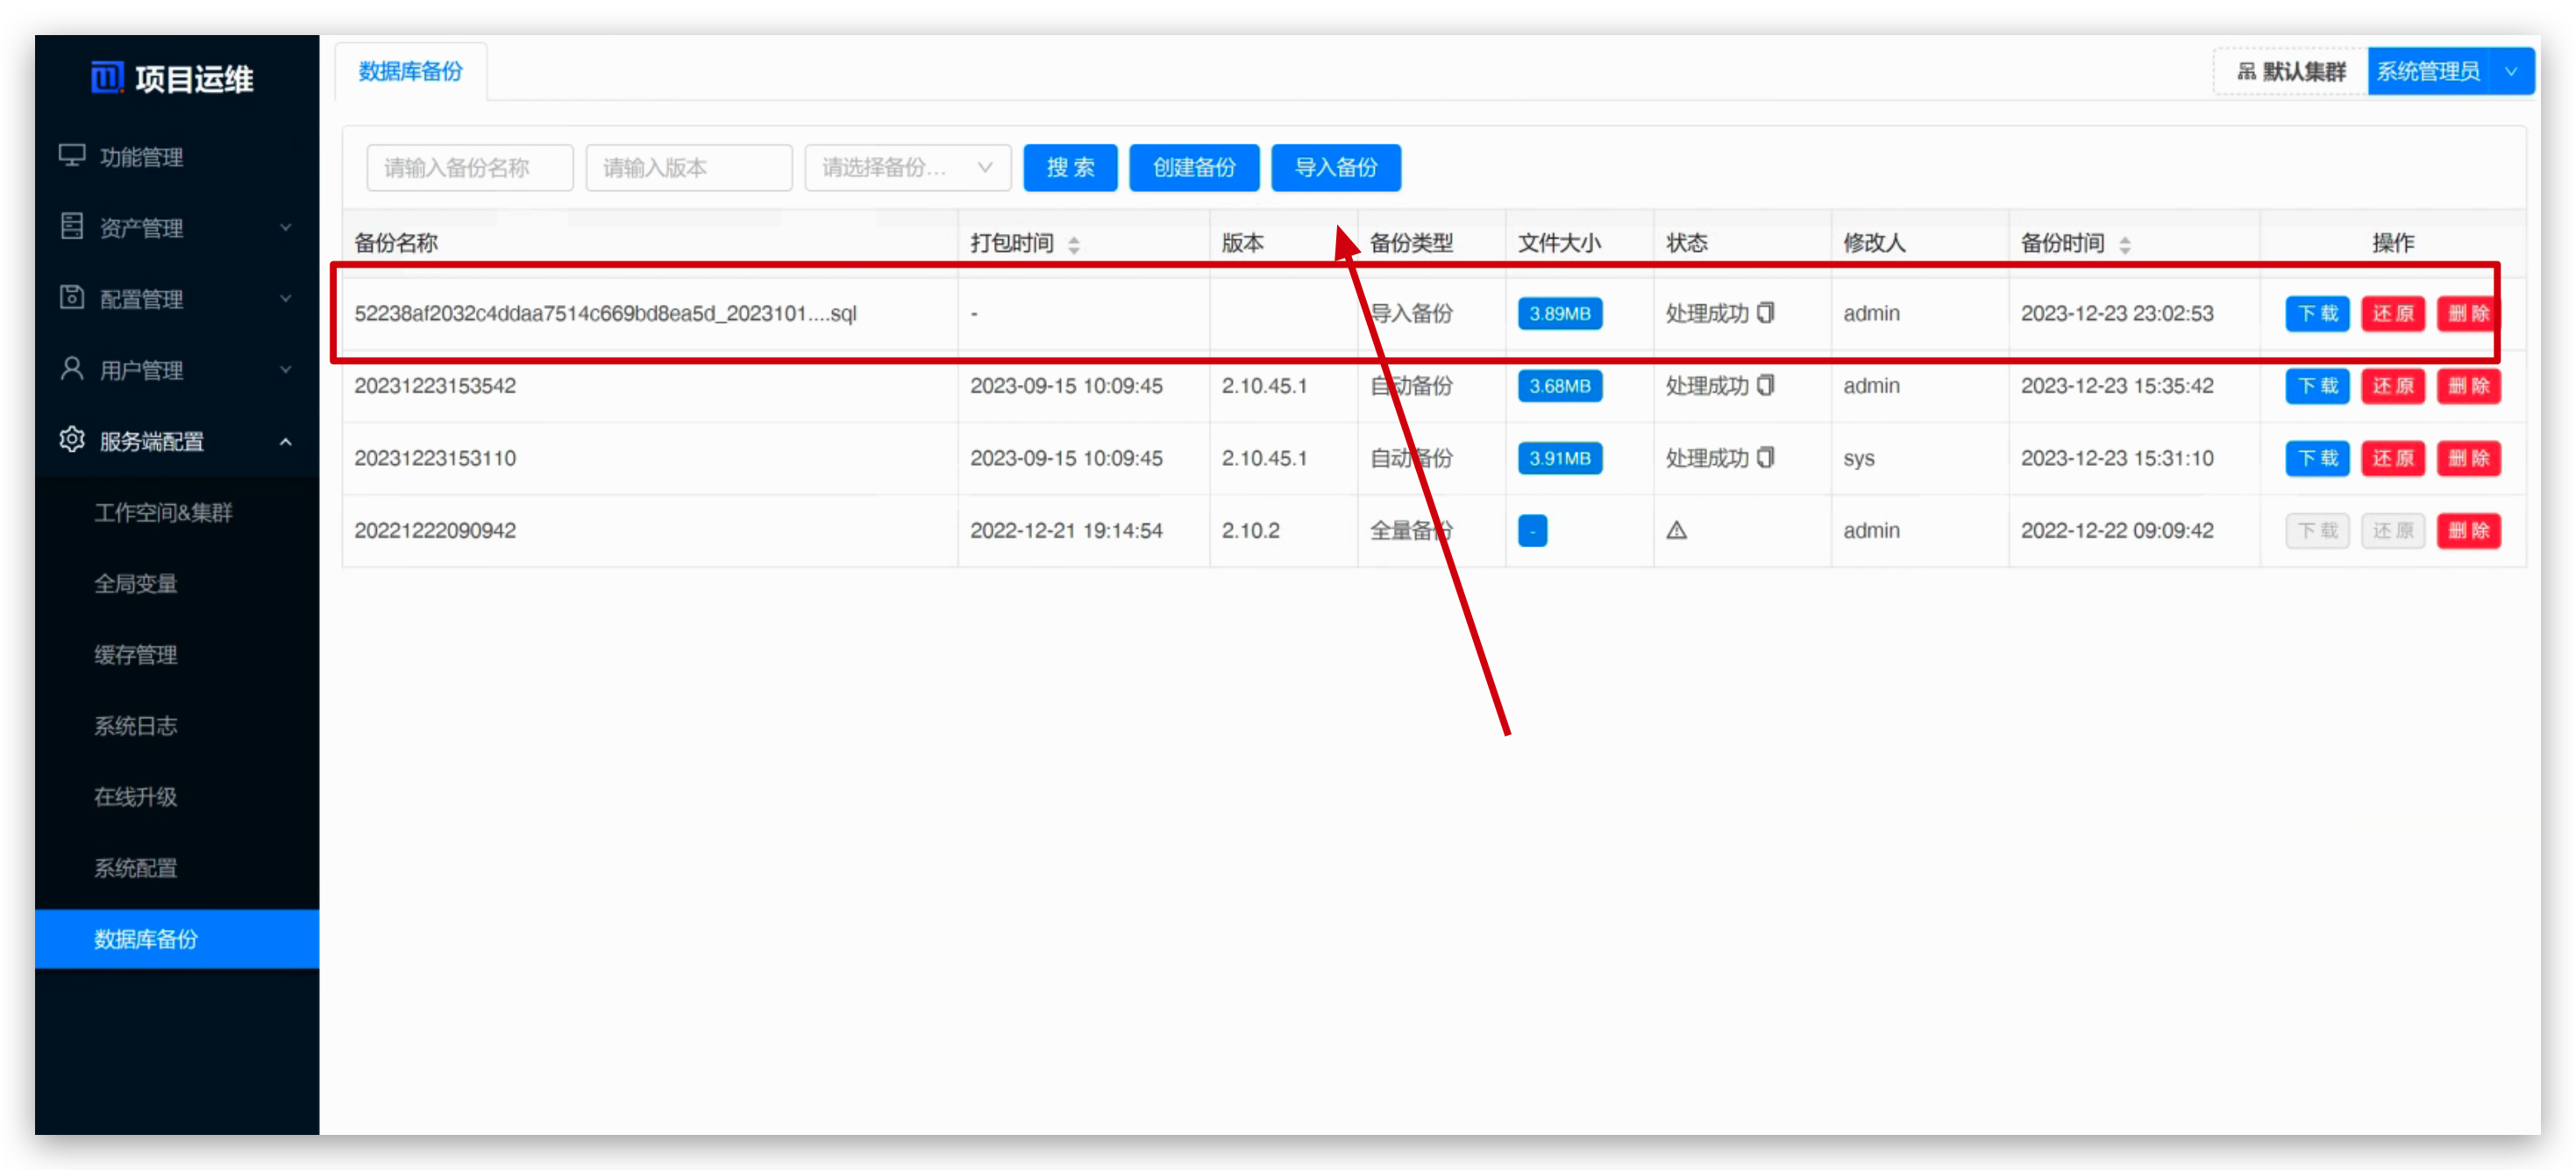 项目运维
数据库备份
默认集群
系统管理员
功能管理
资产管理
配置管理
用户管理
服务端配置
工作空间&集群
全局变量
缓存管理
系统日志
在线升级
系统配置
数据库备份
请输入备份名称 请输入版本 请选择备份... 搜 索 创建备份 导入备份
备份名称 打包时间 版本 备份类型 文件大小 状态 修改人 备份时间 操作
52238af2032c4ddaa7514c669bd8ea5d_2023101....sql - 导入备份 3.89MB 处理成功 admin 2023-12-23 23:02:53 下 载 还 原 删 除
20231223153542 2023-09-15 10:09:45 2.10.45.1 自动备份 3.68MB 处理成功 admin 2023-12-23 15:35:42 下 载 还 原 删 除
20231223153110 2023-09-15 10:09:45 2.10.45.1 自动备份 3.91MB 处理成功 sys 2023-12-23 15:31:10 下 载 还 原 删 除
20221222090942 2022-12-21 19:14:54 2.10.2 全量备份 - admin 2022-12-22 09:09:42 下 载 还 原 删 除